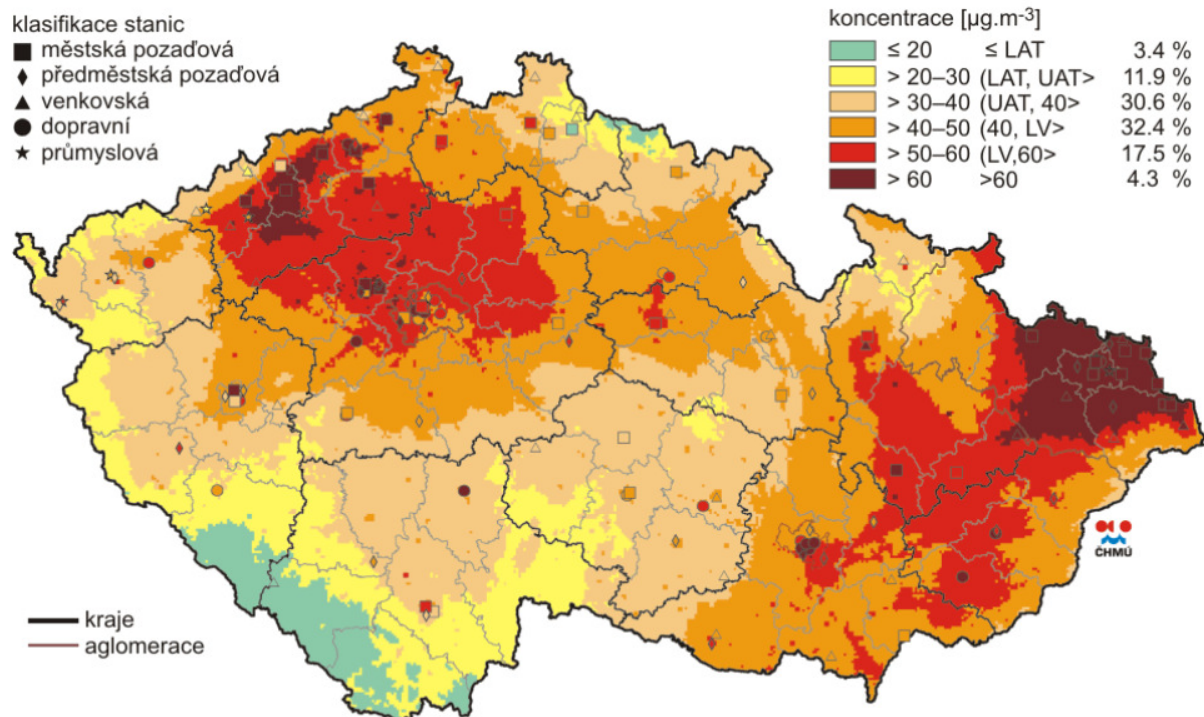 klasifikace stanic
městská pozaďová
předměstská pozaďová
venkovská
dopravní
průmyslová
koncentrace [µg.m⁻³]
≤ 20 ≤ LAT 3.4 %
> 20–30 (LAT, UAT> 11.9 %
> 30–40 (UAT, 40> 30.6 %
> 40–50 (40, LV> 32.4 %
> 50–60 (LV,60> 17.5 %
> 60 >60 4.3 %
ČHMÚ
kraje
aglomerace